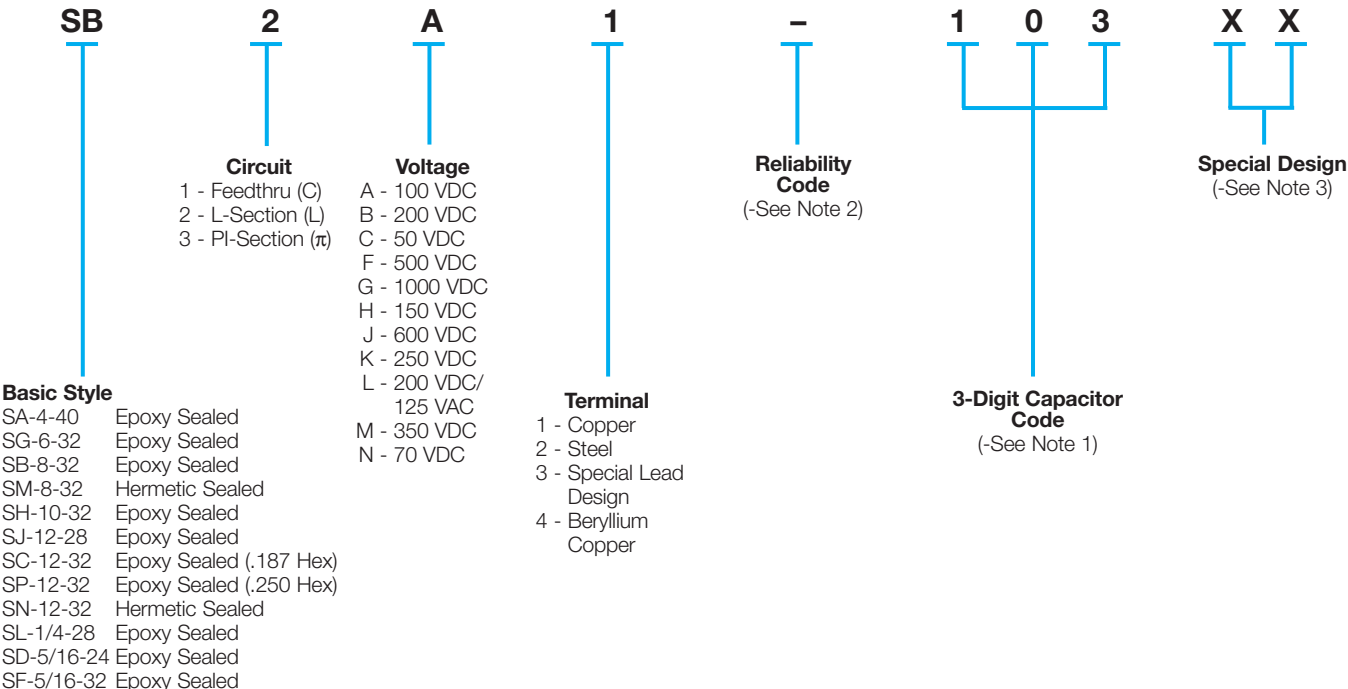 SB 2 A 1 – 1 0 3 X X
Circuit
1 - Feedthru (C)
2 - L-Section (L)
3 - PI-Section (π)
Voltage
A - 100 VDC
B - 200 VDC
C - 50 VDC
F - 500 VDC
G - 1000 VDC
H - 150 VDC
J - 600 VDC
K - 250 VDC
L - 200 VDC/
125 VAC
M - 350 VDC
N - 70 VDC
Reliability
Code
(-See Note 2)
Special Design
(-See Note 3)
Basic Style
SA-4-40 Epoxy Sealed
SG-6-32 Epoxy Sealed
SB-8-32 Epoxy Sealed
SM-8-32 Hermetic Sealed
SH-10-32 Epoxy Sealed
SJ-12-28 Epoxy Sealed
SC-12-32 Epoxy Sealed (.187 Hex)
SP-12-32 Epoxy Sealed (.250 Hex)
SN-12-32 Hermetic Sealed
SL-1/4-28 Epoxy Sealed
SD-5/16-24 Epoxy Sealed
SF-5/16-32 Epoxy Sealed
Terminal
1 - Copper
2 - Steel
3 - Special Lead
Design
4 - Beryllium
Copper
3-Digit Capacitor
Code
(-See Note 1)